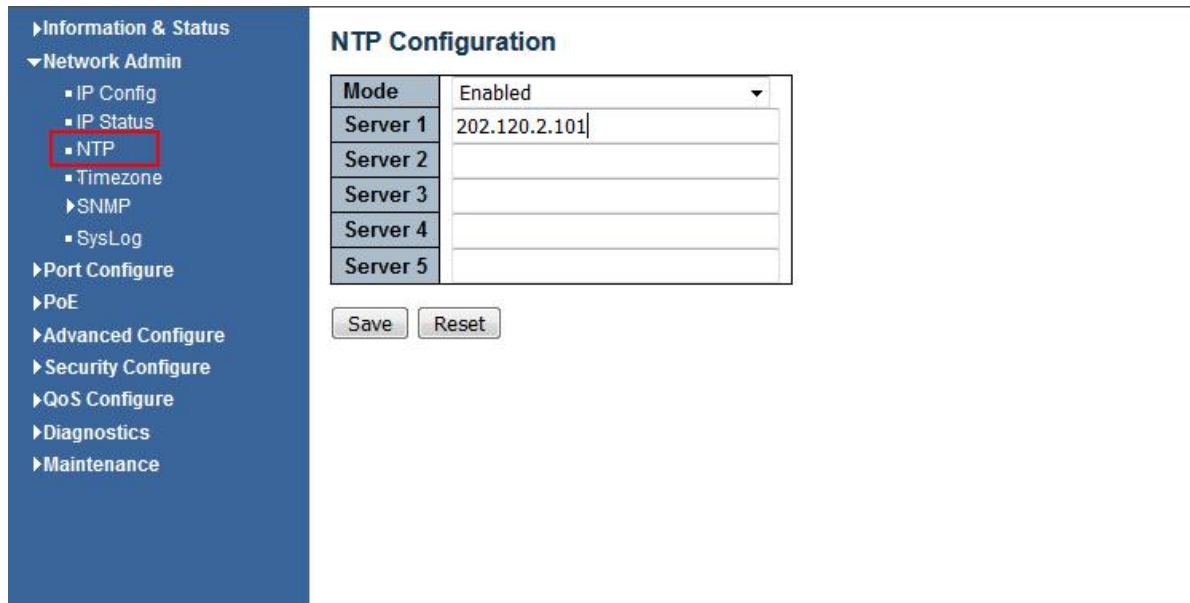 Information & Status
Network Admin
IP Config
IP Status
NTP
Timezone
SNMP
SysLog
Port Configure
PoE
Advanced Configure
Security Configure
QoS Configure
Diagnostics
Maintenance
NTP Configuration
Mode Enabled
Server 1 202.120.2.101
Server 2
Server 3
Server 4
Server 5
Save Reset